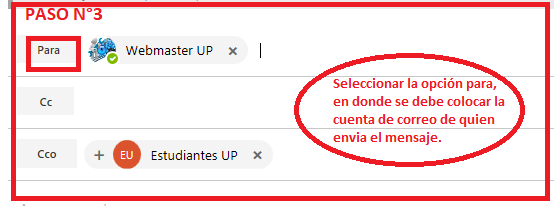 PASO N°3
Para
Webmaster UP ×
Seleccionar la opción para,
en donde se debe colocar la
cuenta de correo de quien
envia el mensaje.
Cc
Cco
+ EU Estudiantes UP ×